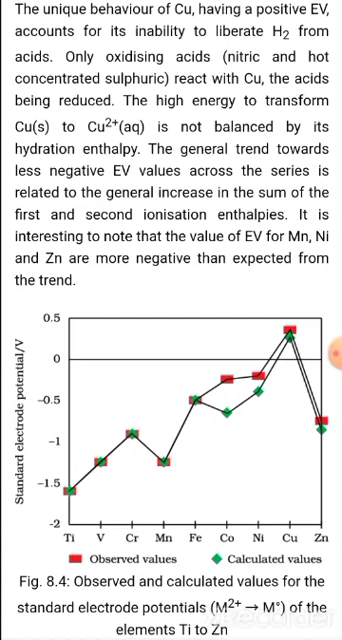 The unique behaviour of Cu, having a positive EV,
accounts for its inability to liberate H2 from
acids. Only oxidising acids (nitric and hot
concentrated sulphuric) react with Cu, the acids
being reduced. The high energy to transform
Cu(s) to Cu2+(aq) is not balanced by its
hydration enthalpy. The general trend towards
less negative EV values across the series is
related to the general increase in the sum of the
first and second ionisation enthalpies. It is
interesting to note that the value of EV for Mn, Ni
and Zn are more negative than expected from
the trend.
Standard electrode potential/V
0.5
0
–0.5
–1
–1.5
–2
Ti V Cr Mn Fe Co Ni Cu Zn
Observed values Calculated values
Fig. 8.4: Observed and calculated values for the
standard electrode potentials (M2+ → M°) of the
elements Ti to Zn